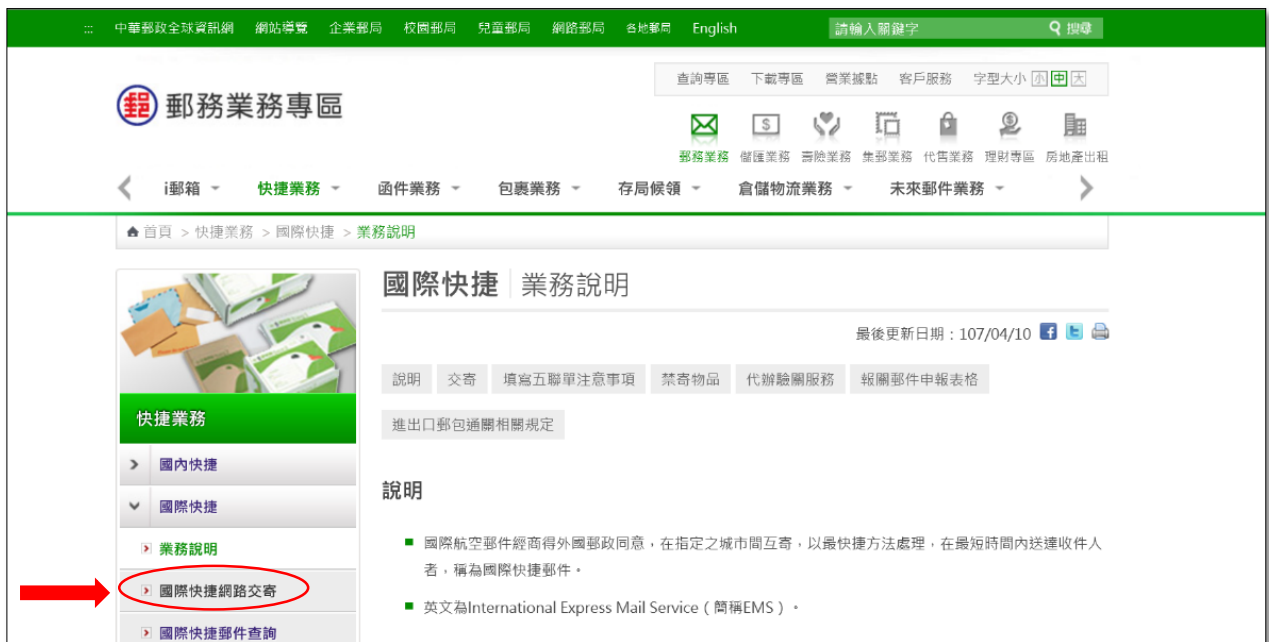 ::: 中華郵政全球資訊網 網站導覽 企業郵局 校園郵局 兒童郵局 網路郵局 各地郵局 English 請輸入關鍵字 搜尋
查詢專區 下載專區 營業據點 客戶服務 字型大小 小 中 大
郵 郵務業務專區
郵務業務 儲匯業務 壽險業務 集郵業務 代售業務 理財專區 房地產出租
i郵箱 快捷業務 函件業務 包裹業務 存局候領 倉儲物流業務 未來郵件業務
首頁 > 快捷業務 > 國際快捷 > 業務說明
國際快捷 業務說明
最後更新日期：107/04/10
說明 交寄 填寫五聯單注意事項 禁寄物品 代辦驗關服務 報關郵件申報表格
進出口郵包通關相關規定
快捷業務
國內快捷
國際快捷
業務說明
國際快捷網路交寄
國際快捷郵件查詢
說明
國際航空郵件經商得外國郵政同意，在指定之城市間互寄，以最快捷方法處理，在最短時間內送達收件人
者，稱為國際快捷郵件。
英文為International Express Mail Service（簡稱EMS）。